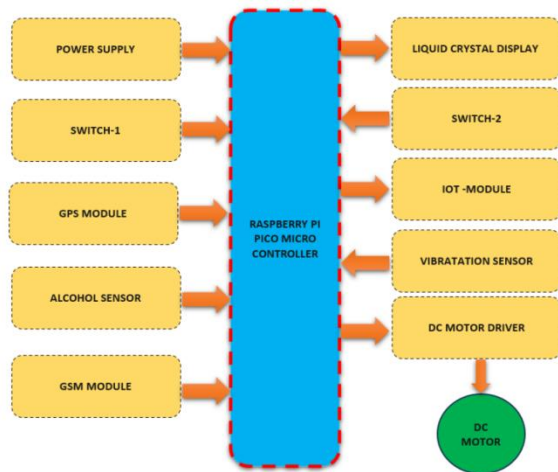 POWER SUPPLY
SWITCH-1
GPS MODULE
ALCOHOL SENSOR
GSM MODULE
RASPBERRY PI
PICO MICRO
CONTROLLER
LIQUID CRYSTAL DISPLAY
SWITCH-2
IOT -MODULE
VIBRATATION SENSOR
DC MOTOR DRIVER
DC
MOTOR